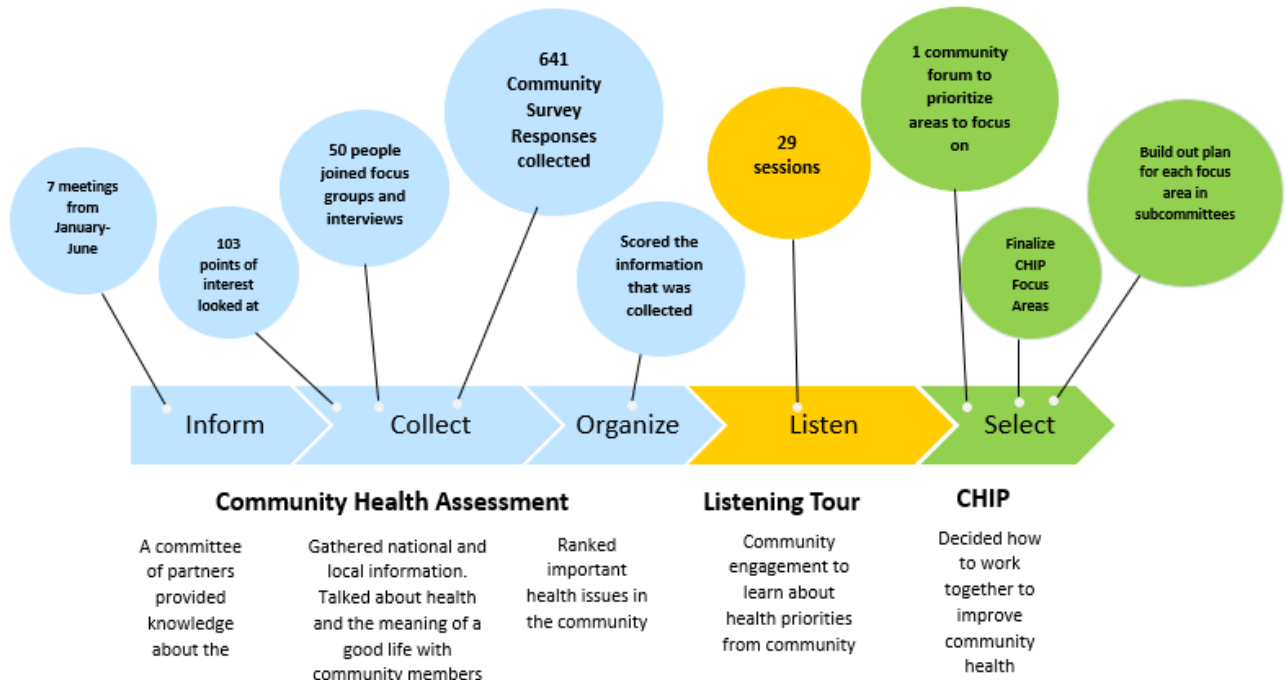 7 meetings
from
January-
June
103
points of
interest
looked at
50 people
joined focus
groups and
interviews
641
Community
Survey
Responses
collected
Scored the
information
that was
collected
29
sessions
1 community
forum to
prioritize
areas to focus
on
Finalize
CHIP
Focus
Areas
Build out plan
for each focus
area in
subcommittees
Inform
Collect
Organize
Listen
Select
Community Health Assessment
A committee
of partners
provided
knowledge
about the
Gathered national and
local information.
Talked about health
and the meaning of a
good life with
community members
Ranked
important
health issues in
the community
Listening Tour
Community
engagement to
learn about
health priorities
from community
CHIP
Decided how
to work
together to
improve
community
health